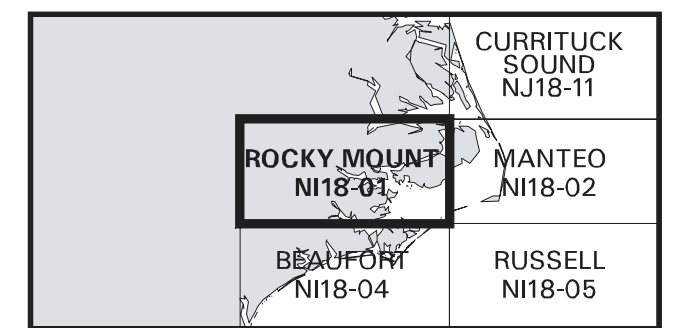 CURRITUCK
SOUND
NJ18-11
ROCKY MOUNT
NI18-01
MANTEO
NI18-02
BEAUFORT
NI18-04
RUSSELL
NI18-05